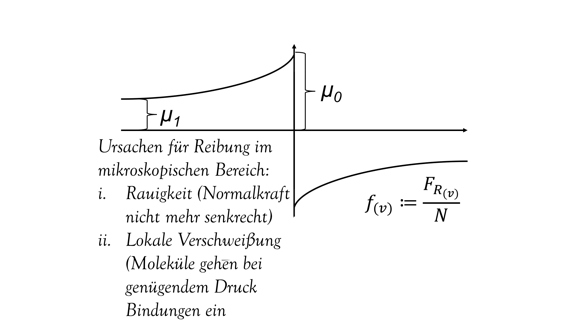 μ0
μ1
Ursachen für Reibung im
mikroskopischen Bereich:
i. Rauigkeit (Normalkraft
nicht mehr senkrecht)
ii. Lokale Verschweißung
(Moleküle gehen bei
genügendem Druck
Bindungen ein
f(v) := FR(v) / N